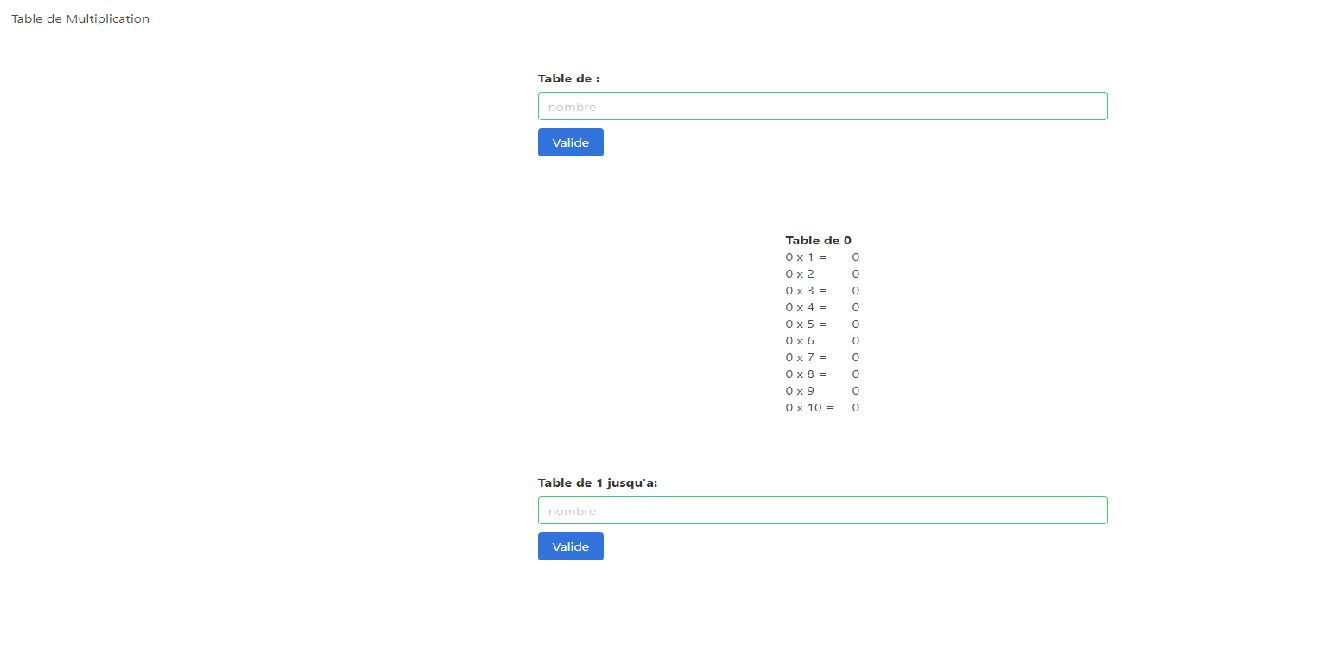 Table de Multiplication
Table de :
nombre
Valide
Table de 0
0 x 1 = 0
0 x 2 0
0 x 3 = 0
0 x 4 = 0
0 x 5 = 0
0 x 6 0
0 x 7 = 0
0 x 8 = 0
0 x 9 0
0 x 10 = 0
Table de 1 jusqu'a:
nombre
Valide